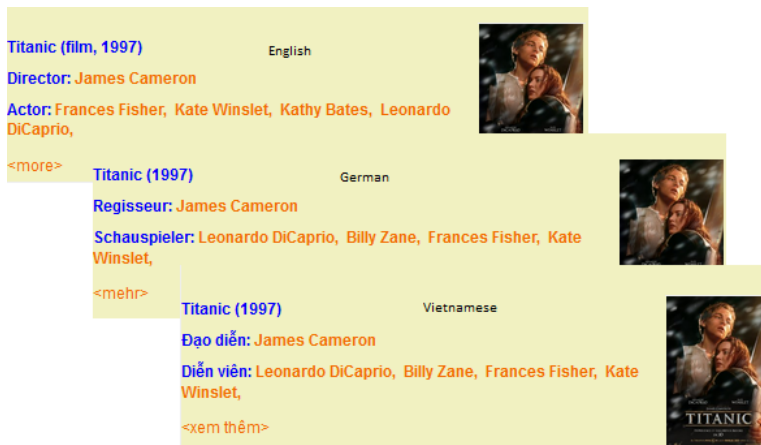 Titanic (film, 1997)
English
Director: James Cameron
Actor: Frances Fisher, Kate Winslet, Kathy Bates, Leonardo
DiCaprio,
<more>
Titanic (1997)
German
Regisseur: James Cameron
Schauspieler: Leonardo DiCaprio, Billy Zane, Frances Fisher, Kate
Winslet,
<mehr>
Titanic (1997)
Vietnamese
Đạo diễn: James Cameron
Diễn viên: Leonardo DiCaprio, Billy Zane, Frances Fisher, Kate
Winslet,
<xem thêm>
TITANIC